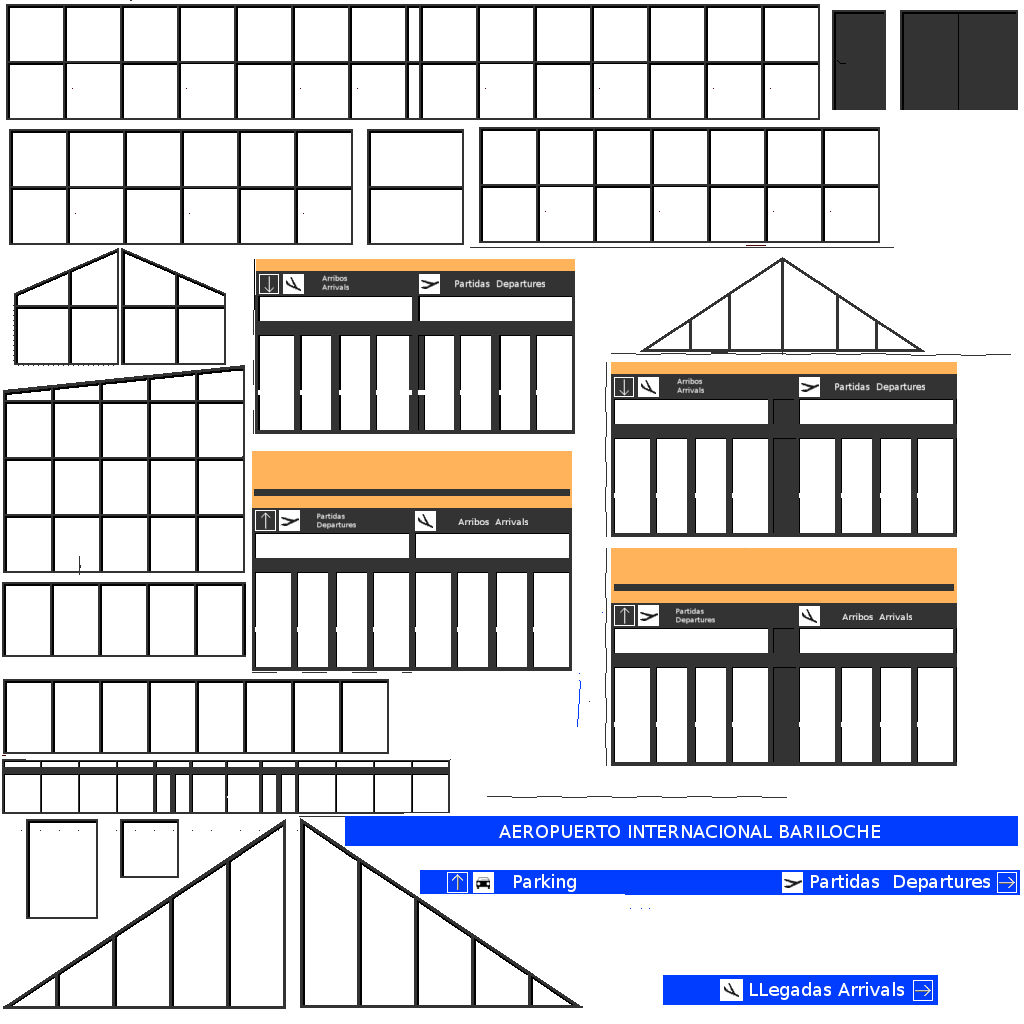 Arribos
Arrivals
Partidas Departures
Arribos
Arrivals
Partidas Departures
Partidas
Departures
Arribos Arrivals
Partidas
Departures
Arribos Arrivals
AEROPUERTO INTERNACIONAL BARILOCHE
Parking
Partidas Departures
LLegadas Arrivals